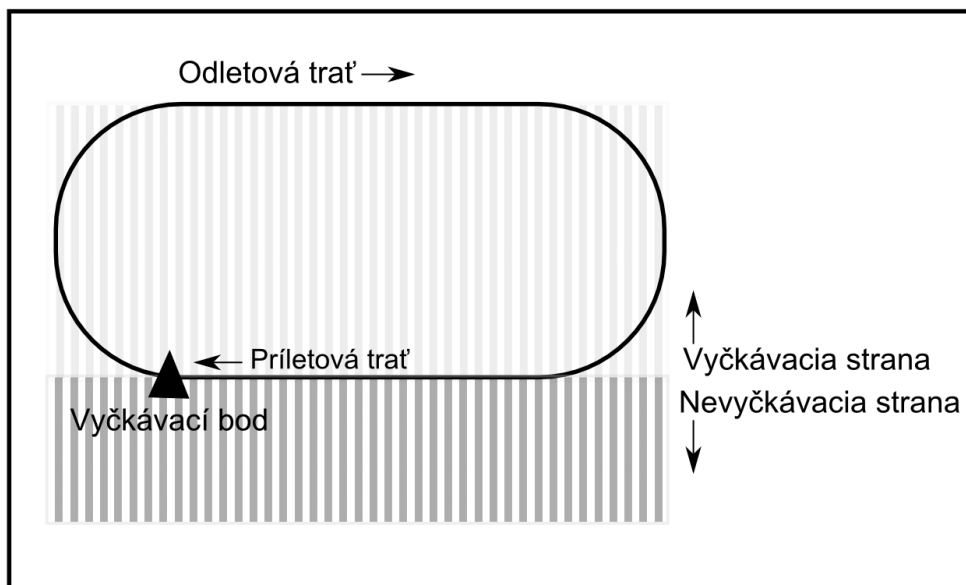 Odletová trať
Príletová trať
Vyčkávacia strana
Nevyčkávacia strana
Vyčkávací bod